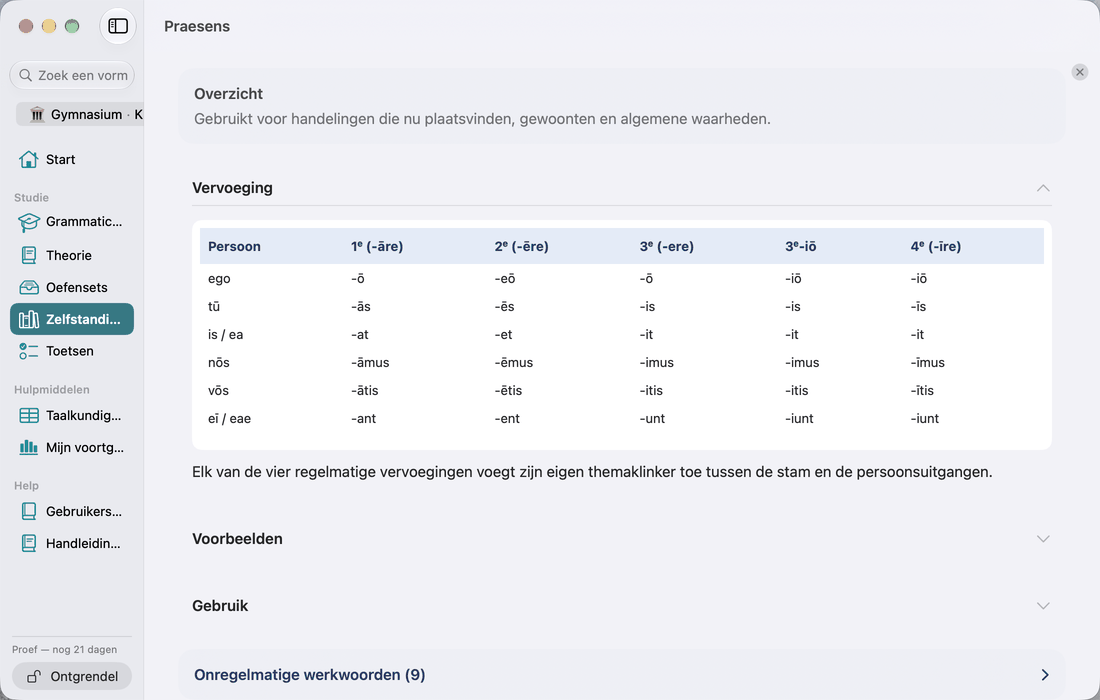 Praesens
Zoek een vorm
Gymnasium · K
Start
Studie
Grammatic...
Theorie
Oefensets
Zelfstandi...
Toetsen
Hulpmiddelen
Taalkundig...
Mijn voortg...
Help
Gebruikers...
Handleidin...
Proef — nog 21 dagen
Ontgrendel
Overzicht
Gebruikt voor handelingen die nu plaatsvinden, gewoonten en algemene waarheden.
Vervoeging
Persoon 1ᵉ (-āre) 2ᵉ (-ēre) 3ᵉ (-ere) 3ᵉ-iō 4ᵉ (-īre)
ego -ō -eō -ō -iō -iō
tū -ās -ēs -is -is -īs
is / ea -at -et -it -it -it
nōs -āmus -ēmus -imus -imus -īmus
vōs -ātis -ētis -itis -itis -ītis
eī / eae -ant -ent -unt -iunt -iunt
Elk van de vier regelmatige vervoegingen voegt zijn eigen themaklinker toe tussen de stam en de persoonsuitgangen.
Voorbeelden
Gebruik
Onregelmatige werkwoorden (9)